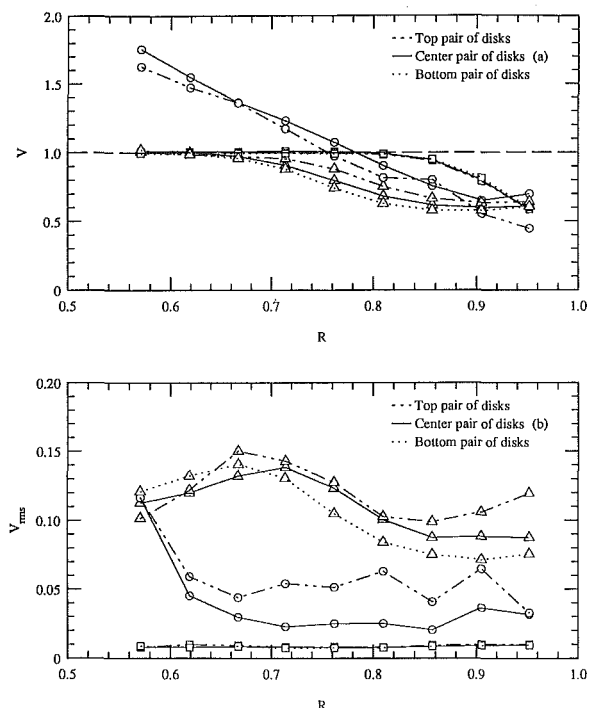 2.0
Top pair of disks
Center pair of disks (a)
Bottom pair of disks
1.5
V
1.0
0.5
0
0.5 0.6 0.7 0.8 0.9 1.0
R
0.20
Top pair of disks
Center pair of disks (b)
Bottom pair of disks
0.15
Vrms
0.10
0.05
0
0.5 0.6 0.7 0.8 0.9 1.0
R